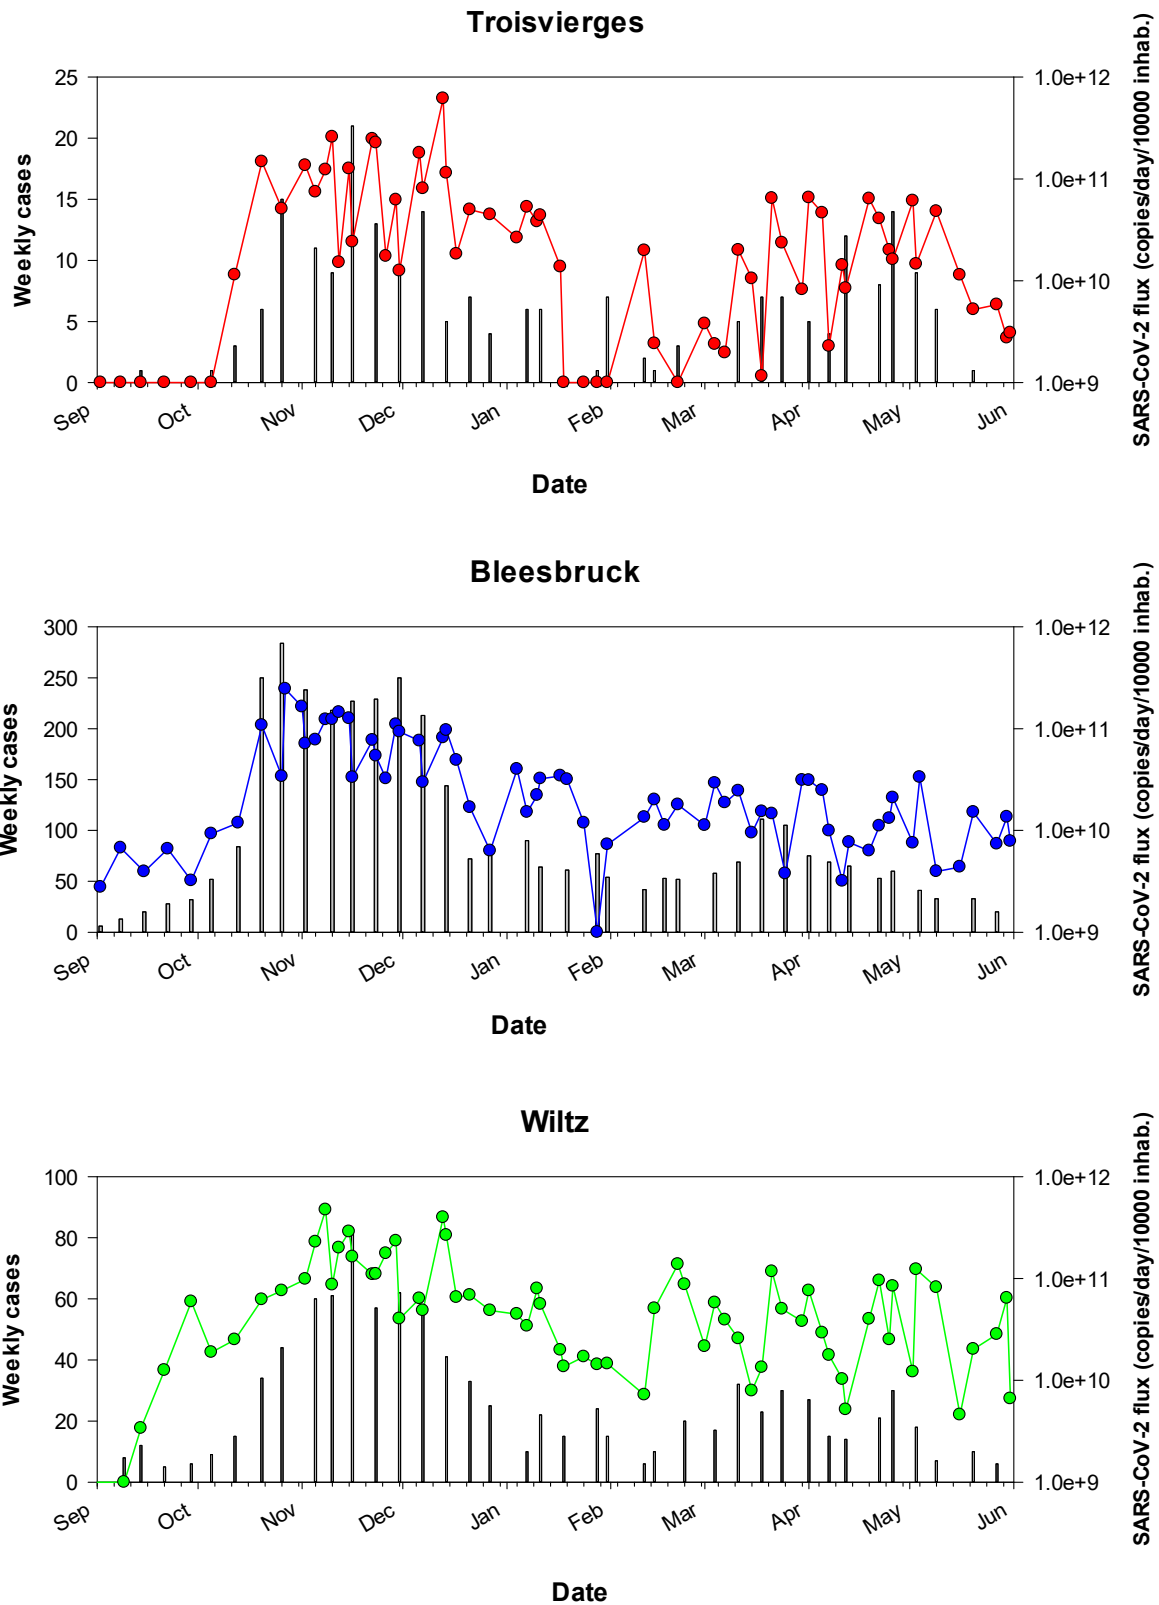 Troisvierges
25
20
15
10
5
0
Weekly cases
1.0e+12
1.0e+11
1.0e+10
1.0e+9
SARS-CoV-2 flux (copies/day/10000 inhab.)
Sep Oct Nov Dec Jan Feb Mar Apr May Jun
Date
Bleesbruck
300
250
200
150
100
50
0
Weekly cases
1.0e+12
1.0e+11
1.0e+10
1.0e+9
SARS-CoV-2 flux (copies/day/10000 inhab.)
Sep Oct Nov Dec Jan Feb Mar Apr May Jun
Date
Wiltz
100
80
60
40
20
0
Weekly cases
1.0e+12
1.0e+11
1.0e+10
1.0e+9
SARS-CoV-2 flux (copies/day/10000 inhab.)
Sep Oct Nov Dec Jan Feb Mar Apr May Jun
Date